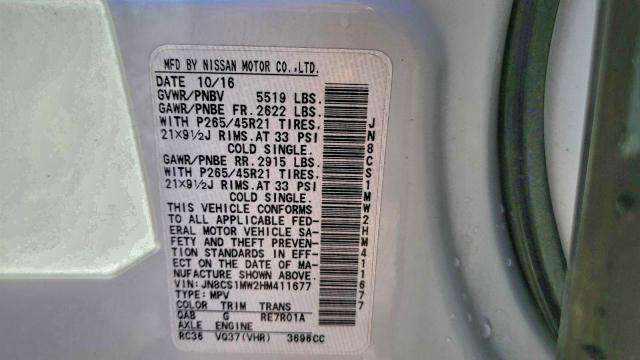 MFD BY NISSAN MOTOR CO.,LTD.
DATE 10/16
GVWR/PNBV 5519 LBS.
GAWR/PNBE FR. 2622 LBS.
WITH P265/45R21 TIRES.
21X9½J RIMS. AT 33 PSI
COLD SINGLE.
GAWR/PNBE RR. 2915 LBS.
WITH P265/45R21 TIRES.
21X9½J RIMS. AT 33 PSI
COLD SINGLE.
THIS VEHICLE CONFORMS
TO ALL APPLICABLE FED-
ERAL MOTOR VEHICLE SA-
FETY AND THEFT PREVEN-
TION STANDARDS IN EFF-
ECT ON THE DATE OF MA-
NUFACTURE SHOWN ABOVE.
VIN: JN8CS1MW2HM411677
TYPE: MPV
COLOR TRIM TRANS
QAB G RE7R01A
AXLE ENGINE
RC36 VQ37(VHR) 3696CC
JN8CS1MW2HM411677